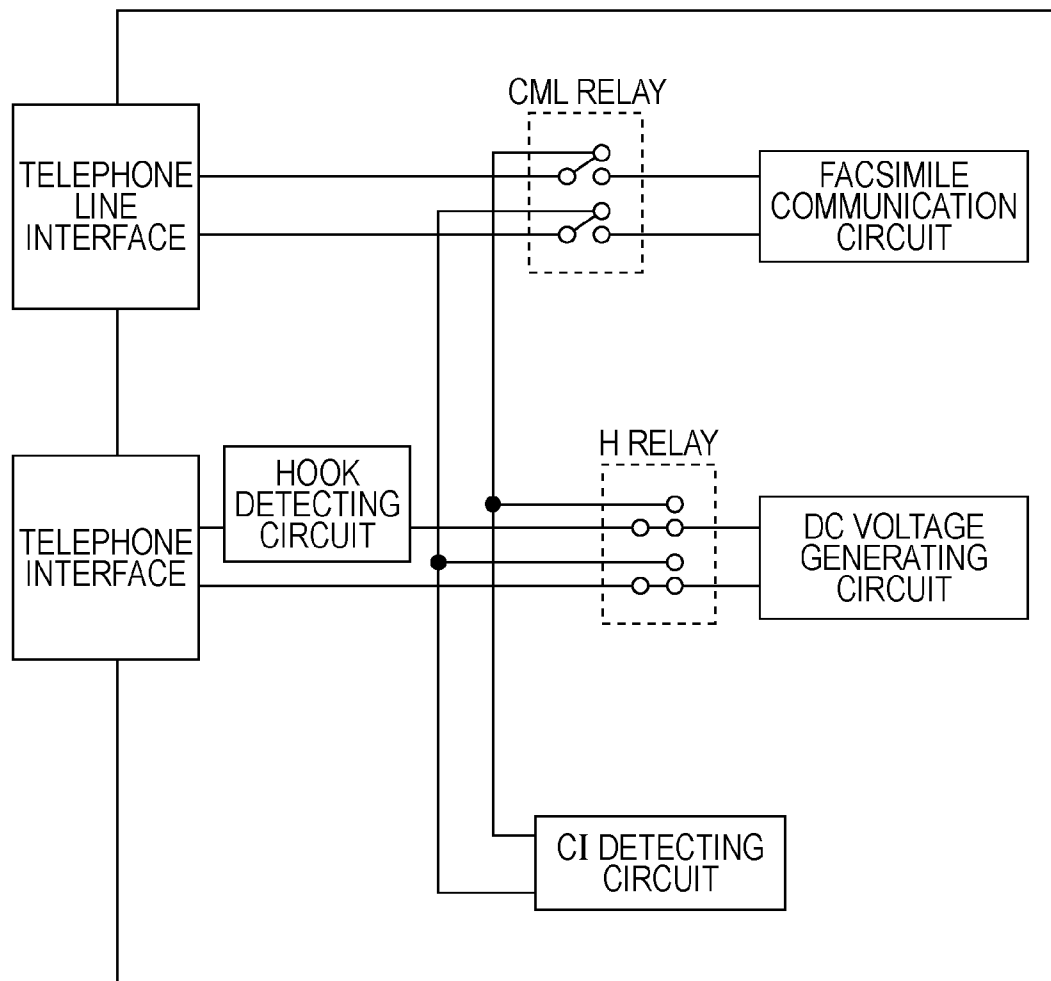 CML RELAY
TELEPHONE
LINE
INTERFACE
FACSIMILE
COMMUNICATION
CIRCUIT
H RELAY
TELEPHONE
INTERFACE
HOOK
DETECTING
CIRCUIT
DC VOLTAGE
GENERATING
CIRCUIT
CI DETECTING
CIRCUIT